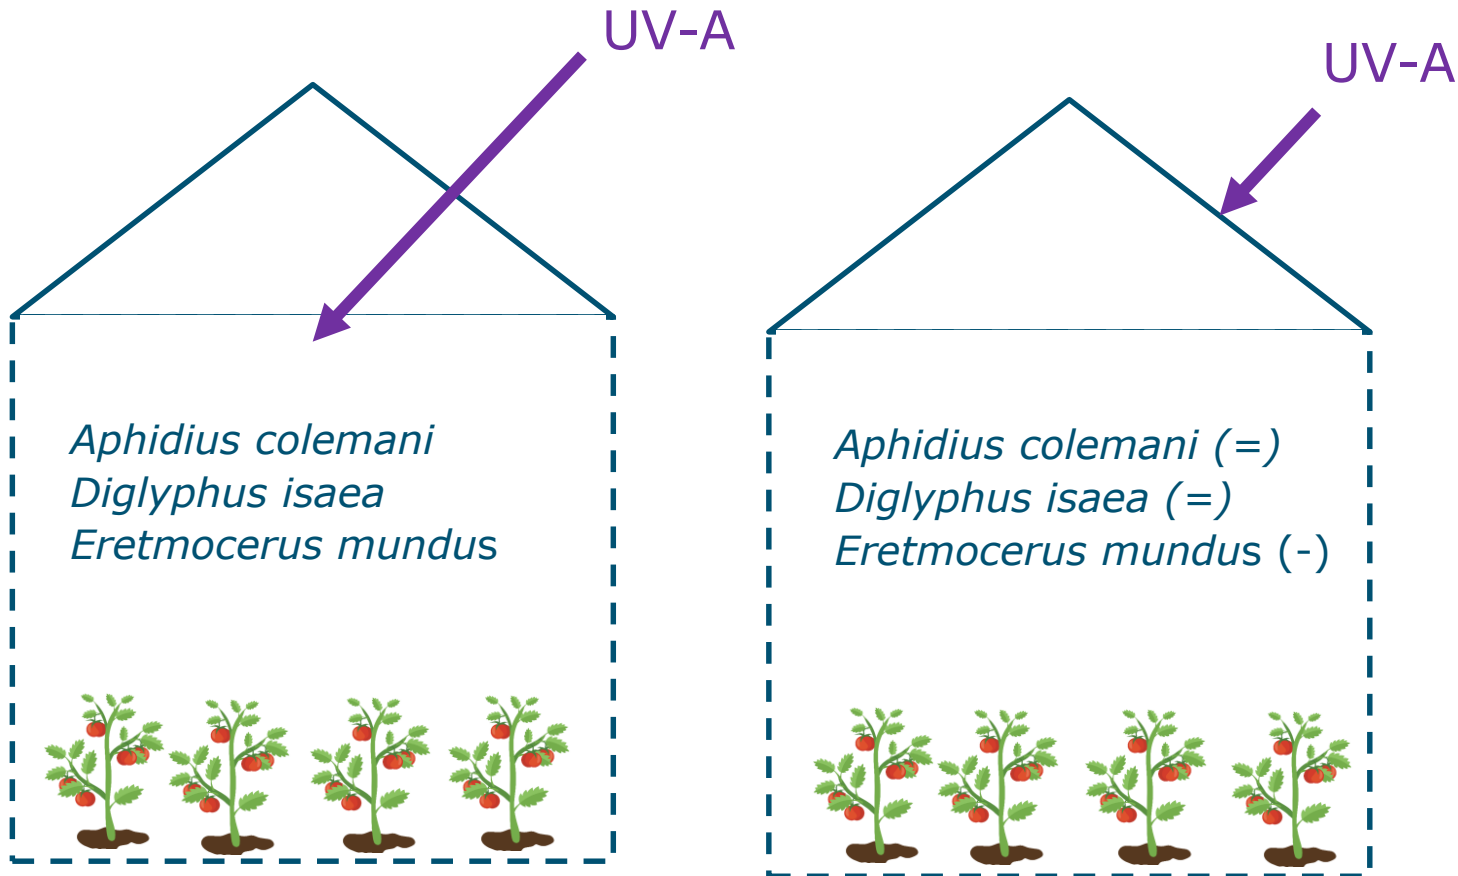 UV-A
UV-A
Aphidius colemani
Diglyphus isaea
Eretmocerus mundus
Aphidius colemani (=)
Diglyphus isaea (=)
Eretmocerus mundus (-)